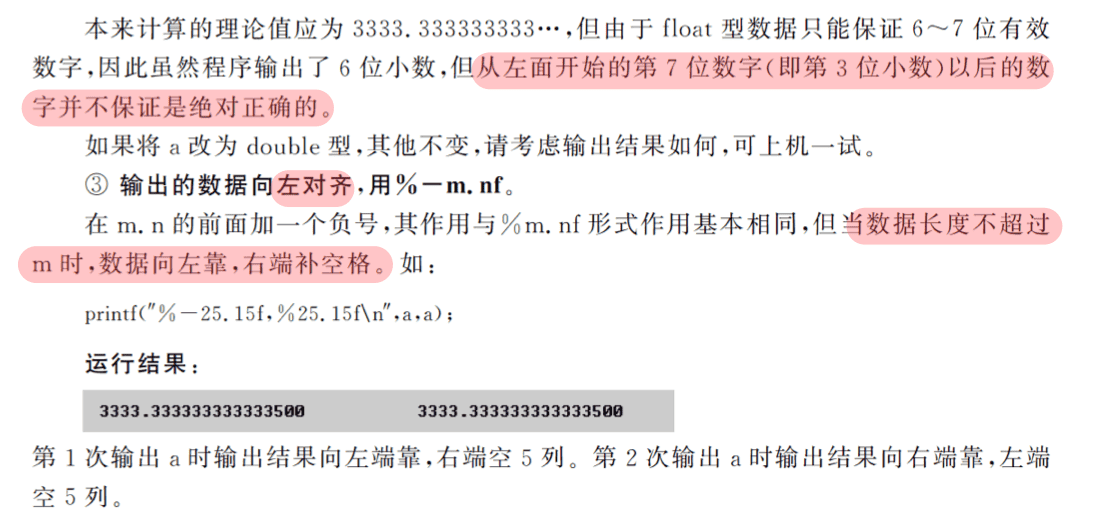 本来计算的理论值应为 3333.333333333…,但由于 float 型数据只能保证 6～7 位有效
数字,因此虽然程序输出了 6 位小数,但从左面开始的第 7 位数字(即第 3 位小数)以后的数
字并不保证是绝对正确的。
如果将 a 改为 double 型,其他不变,请考虑输出结果如何,可上机一试。
③ 输出的数据向左对齐,用%－m.nf。
在 m.n 的前面加一个负号,其作用与%m.nf 形式作用基本相同,但当数据长度不超过
m 时,数据向左靠,右端补空格。如:
printf("%－25.15f,%25.15f\n",a,a);
运行结果:
3333.333333333333500 3333.333333333333500
第 1 次输出 a 时输出结果向左端靠,右端空 5 列。第 2 次输出 a 时输出结果向右端靠,左端
空 5 列。